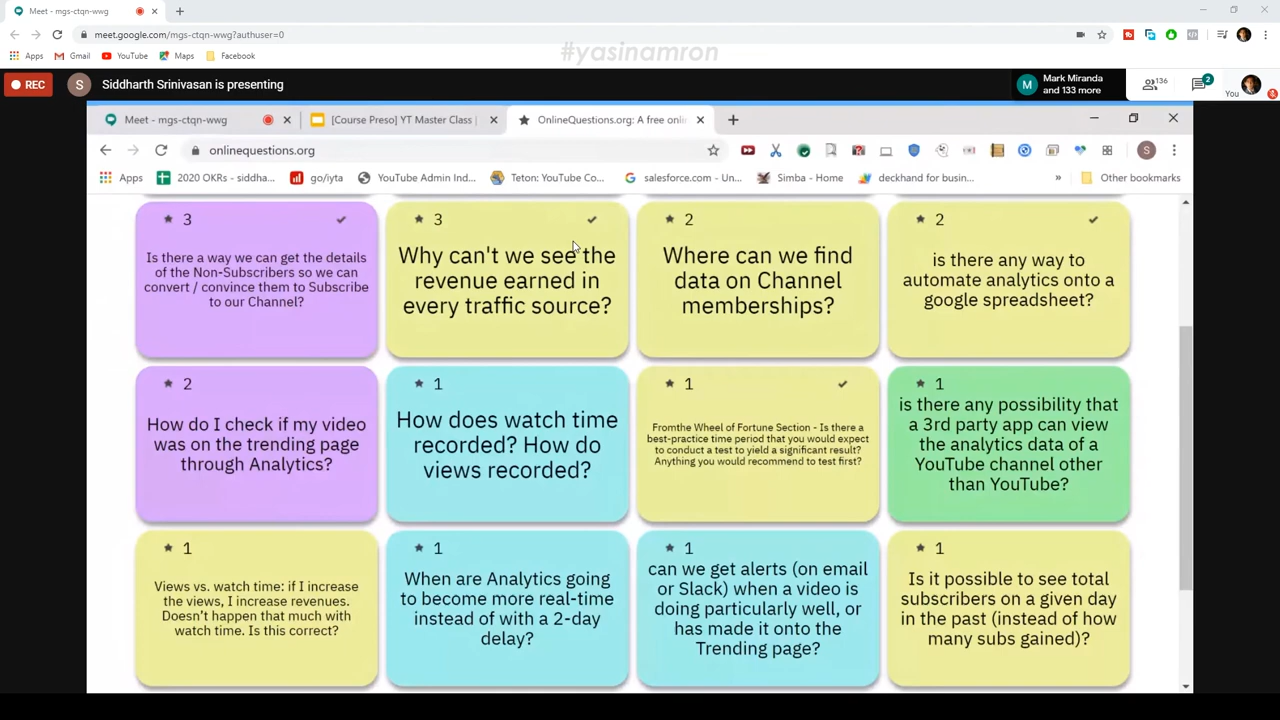 Meet - mgs-ctqn-wwg
meet.google.com/mgs-ctqn-wwg?authuser=0
Apps
Gmail
YouTube
Maps
Facebook
#yasinamron
REC
S
Siddharth Srinivasan is presenting
M
Mark Miranda
and 133 more
136
2
You
Meet - mgs-ctqn-wwg
[Course Preso] YT Master Class |
OnlineQuestions.org: A free onli
onlinequestions.org
S
Apps
2020 OKRs - siddha...
go/iyta
YouTube Admin Ind...
Teton: YouTube Co...
salesforce.com - Un...
Simba - Home
deckhand for busin...
»
Other bookmarks
3
Is there a way we can get the details
of the Non-Subscribers so we can
convert / convince them to Subscribe
to our Channel?
3
Why can't we see the
revenue earned in
every traffic source?
2
Where can we find
data on Channel
memberships?
2
is there any way to
automate analytics onto a
google spreadsheet?
2
How do I check if my video
was on the trending page
through Analytics?
1
How does watch time
recorded? How do
views recorded?
1
Fromthe Wheel of Fortune Section - Is there a
best-practice time period that you would expect
to conduct a test to yield a significant result?
Anything you would recommend to test first?
1
is there any possibility that
a 3rd party app can view
the analytics data of a
YouTube channel other
than YouTube?
1
Views vs. watch time: if I increase
the views, I increase revenues.
Doesn't happen that much with
watch time. Is this correct?
1
When are Analytics going
to become more real-time
instead of with a 2-day
delay?
1
can we get alerts (on email
or Slack) when a video is
doing particularly well, or
has made it onto the
Trending page?
1
Is it possible to see total
subscribers on a given day
in the past (instead of how
many subs gained)?